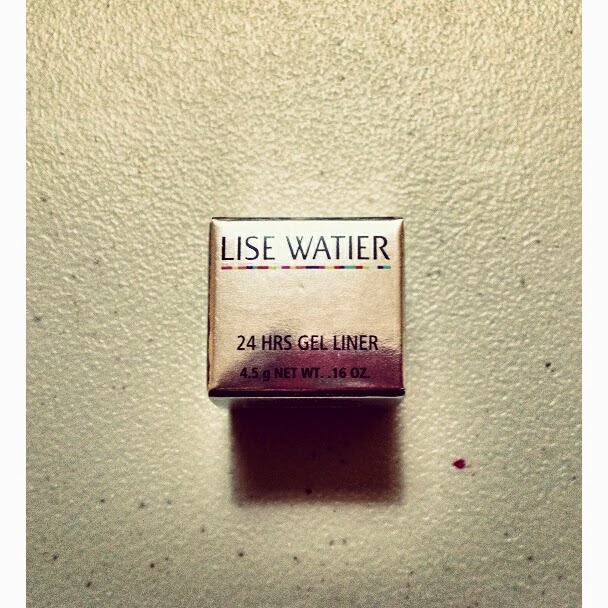 LISE WATIER
24 HRS GEL LINER
4.5 g NET WT. .16 OZ.